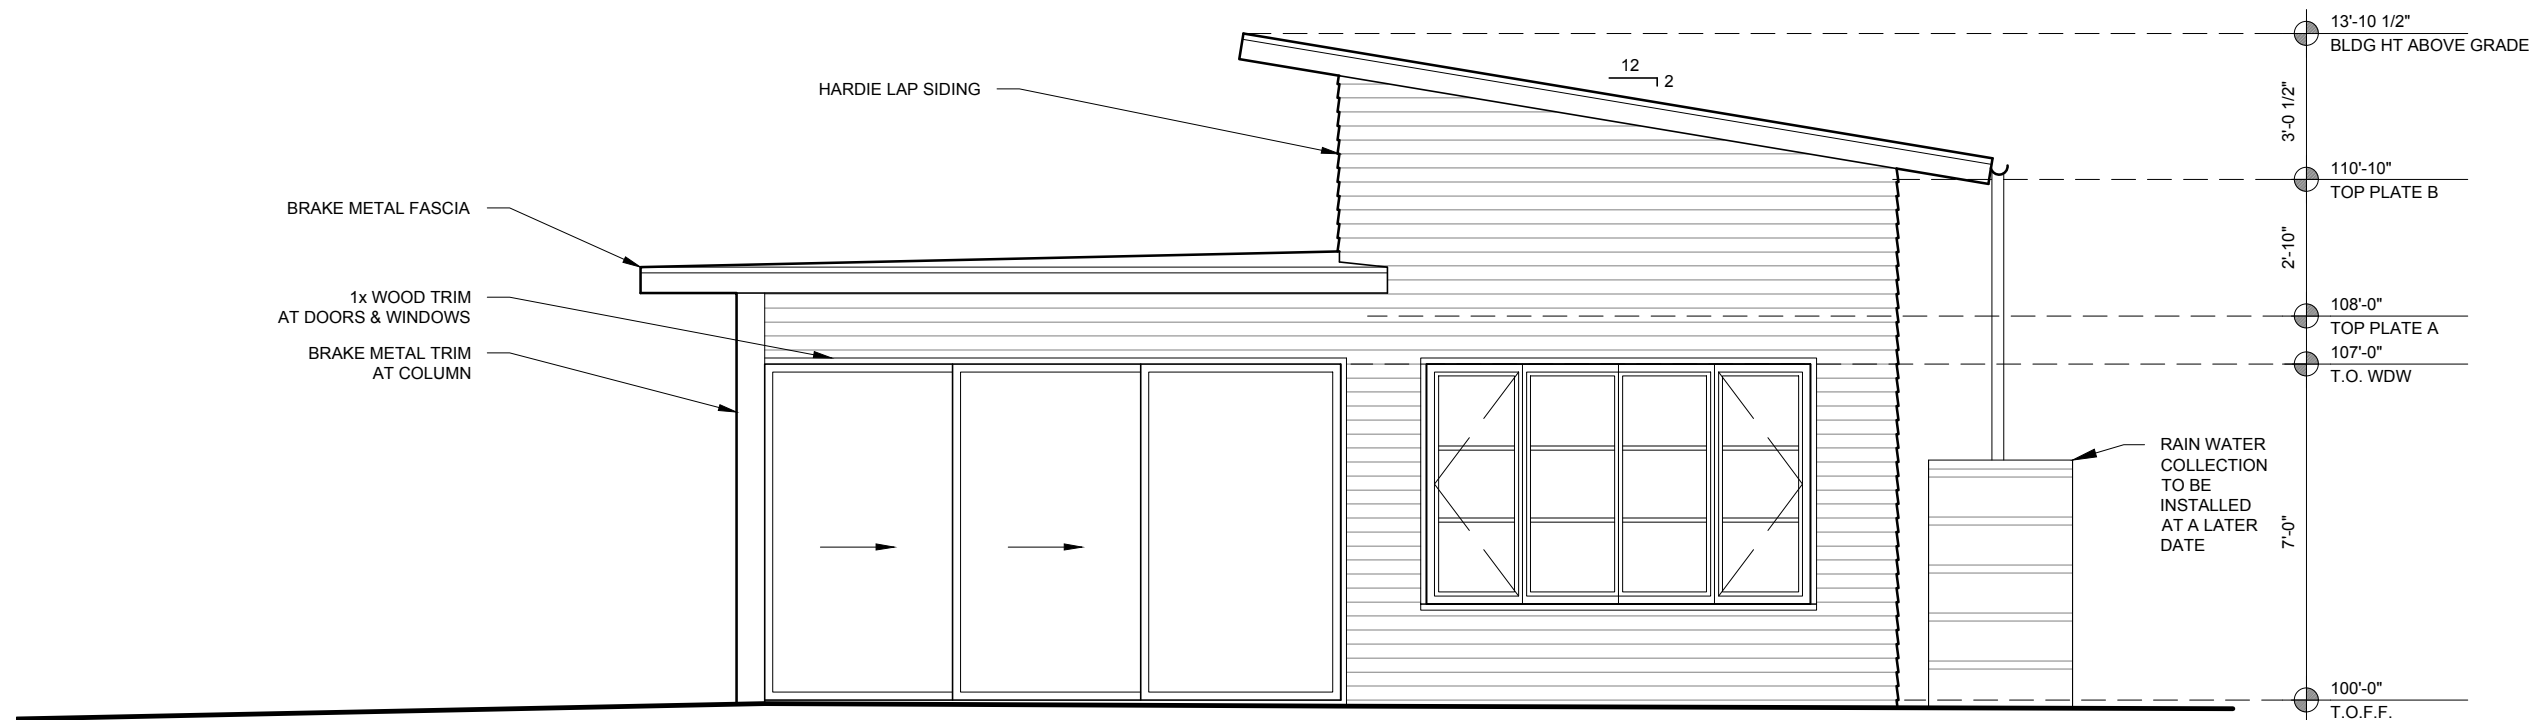 13'-10 1/2"
BLDG HT ABOVE GRADE
12
2
HARDIE LAP SIDING
3'-0 1/2"
110'-10"
TOP PLATE B
BRAKE METAL FASCIA
2'-10"
1x WOOD TRIM
AT DOORS & WINDOWS
108'-0"
TOP PLATE A
BRAKE METAL TRIM
AT COLUMN
107'-0"
T.O. WDW
RAIN WATER
COLLECTION
TO BE
INSTALLED
AT A LATER
DATE
7'-0"
100'-0"
T.O.F.F.